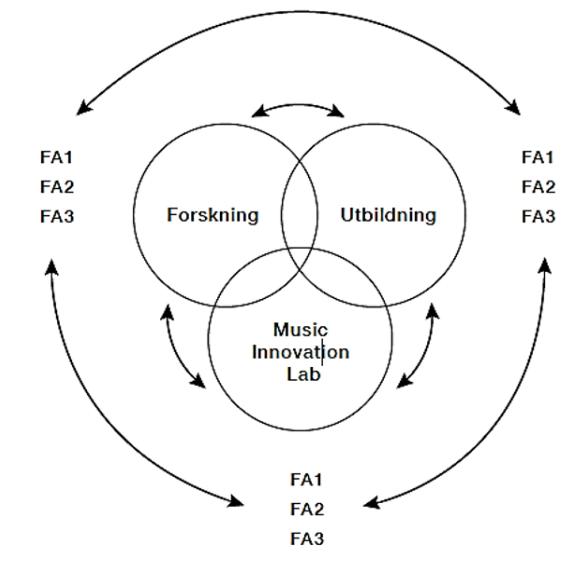 FA1
FA2
FA3
Forskning
Utbildning
FA1
FA2
FA3
Music
Innovation
Lab
FA1
FA2
FA3